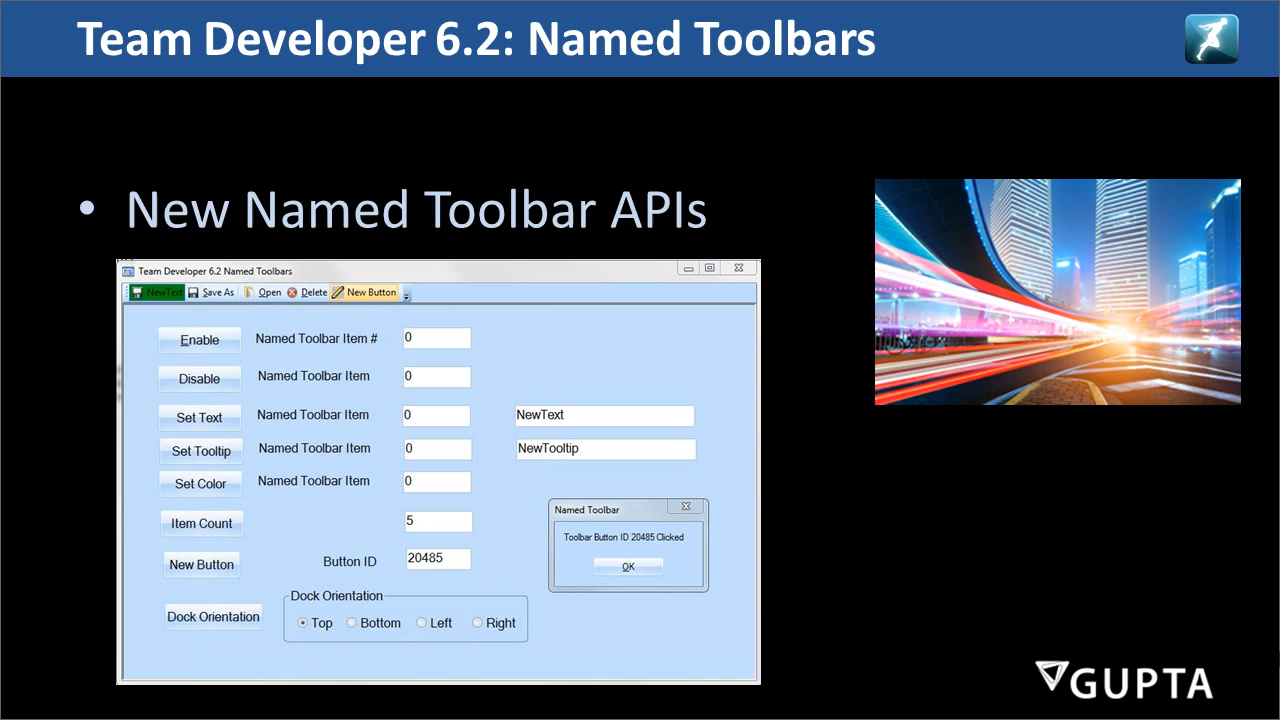 Team Developer 6.2: Named Toolbars
• New Named Toolbar APIs
Team Developer 6.2 Named Toolbars
NewText Save As Open Delete New Button
Enable Named Toolbar Item # 0
Disable Named Toolbar Item 0
Set Text Named Toolbar Item 0 NewText
Set Tooltip Named Toolbar Item 0 NewTooltip
Set Color Named Toolbar Item 0
Item Count 5
New Button Button ID 20485
Named Toolbar
Toolbar Button ID 20485 Clicked
OK
Dock Orientation
Dock Orientation Top Bottom Left Right
GUPTA